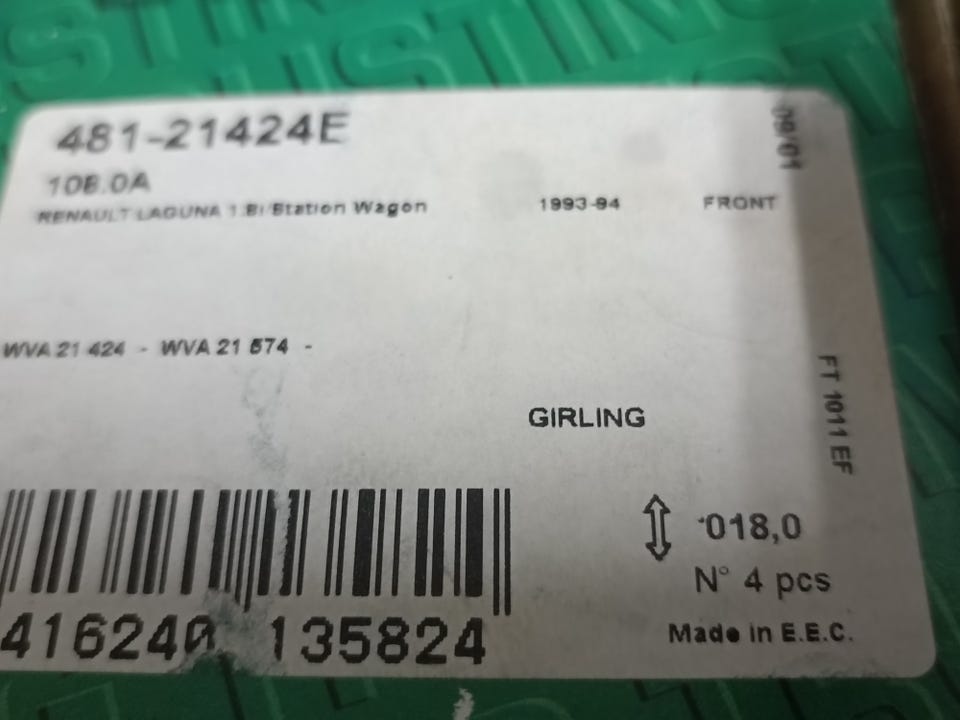 481-21424E
09/01
108.0A
RENAULT LAGUNA 1.8i/Station Wagon 1993-94 FRONT
WVA 21 424 - WVA 21 574 -
FT 1011 EF
GIRLING
018,0
N° 4 pcs
416240 135824
Made in E.E.C.